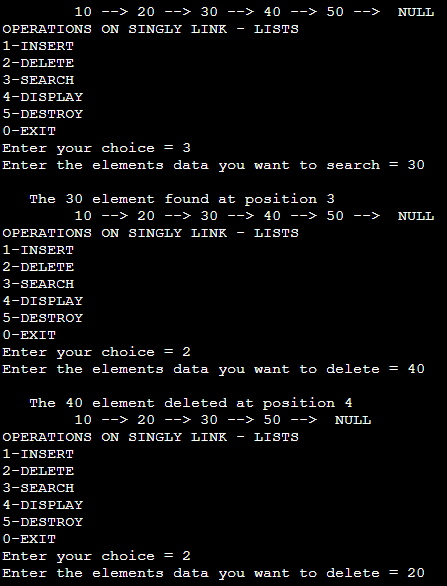 10 --> 20 --> 30 --> 40 --> 50 --> NULL
OPERATIONS ON SINGLY LINK - LISTS
1-INSERT
2-DELETE
3-SEARCH
4-DISPLAY
5-DESTROY
0-EXIT
Enter your choice = 3
Enter the elements data you want to search = 30
The 30 element found at position 3
10 --> 20 --> 30 --> 40 --> 50 --> NULL
OPERATIONS ON SINGLY LINK - LISTS
1-INSERT
2-DELETE
3-SEARCH
4-DISPLAY
5-DESTROY
0-EXIT
Enter your choice = 2
Enter the elements data you want to delete = 40
The 40 element deleted at position 4
10 --> 20 --> 30 --> 50 --> NULL
OPERATIONS ON SINGLY LINK - LISTS
1-INSERT
2-DELETE
3-SEARCH
4-DISPLAY
5-DESTROY
0-EXIT
Enter your choice = 2
Enter the elements data you want to delete = 20